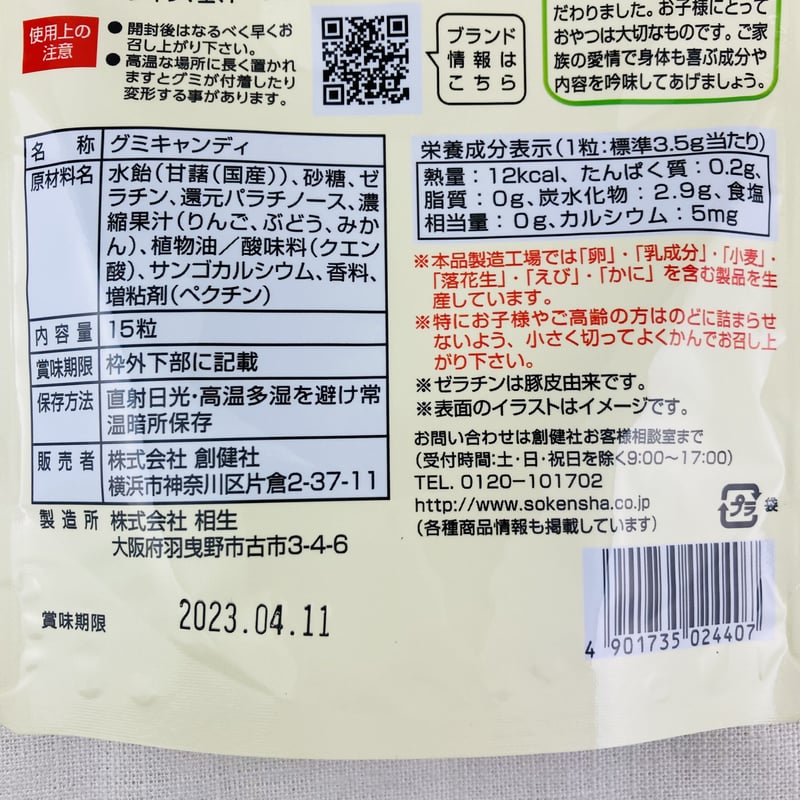 使用上の
注意
● 開封後はなるべく早くお
召し上がり下さい。
● 高温な場所に長く置かれ
ますとグミが付着したり
変形する事があります。
ブランド
情報は
こちら
だわりました。お子様にとって
おやつは大切なものです。ご家
族の愛情で身体も喜ぶ成分や
内容を吟味してあげましょう。
名称 グミキャンディ
原材料名 水飴(甘藷(国産))、砂糖、ゼ
ラチン、還元パラチノース、濃
縮果汁(りんご、ぶどう、みか
ん)、植物油／酸味料(クエン
酸)、サンゴカルシウム、香料、
増粘剤(ペクチン)
内容量 15粒
賞味期限 枠外下部に記載
保存方法 直射日光・高温多湿を避け常
温暗所保存
販売者 株式会社 創健社
横浜市神奈川区片倉2-37-11
製造所 株式会社 相生
大阪府羽曳野市古市3-4-6
賞味期限 2023.04.11
栄養成分表示(1粒：標準3.5g当たり)
熱量：12kcal、たんぱく質：0.2g、
脂質：0g、炭水化物：2.9g、食塩
相当量：0g、カルシウム：5mg
※本品製造工場では「卵」・「乳成分」・「小麦」・
「落花生」・「えび」・「かに」を含む製品を生
産しています。
※特にお子様やご高齢の方はのどに詰まらせ
ないよう、小さく切ってよくかんでお召し上
がり下さい。
※ゼラチンは豚皮由来です。
※表面のイラストはイメージです。
お問い合わせは創健社お客様相談室まで
(受付時間：土・日・祝日を除く9:00〜17:00)
TEL. 0120-101702
http://www.sokensha.co.jp
(各種商品情報も掲載しています)
プラ 袋
4 901735 024407